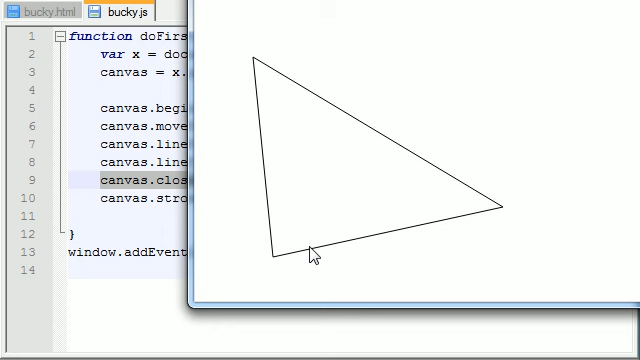 bucky.html bucky.js
1 function doFirs
2 var x = doc
3 canvas = x.
4
5 canvas.begi
6 canvas.move
7 canvas.line
8 canvas.line
9 canvas.clos
10 canvas.stro
11
12 }
13 window.addEvent
14